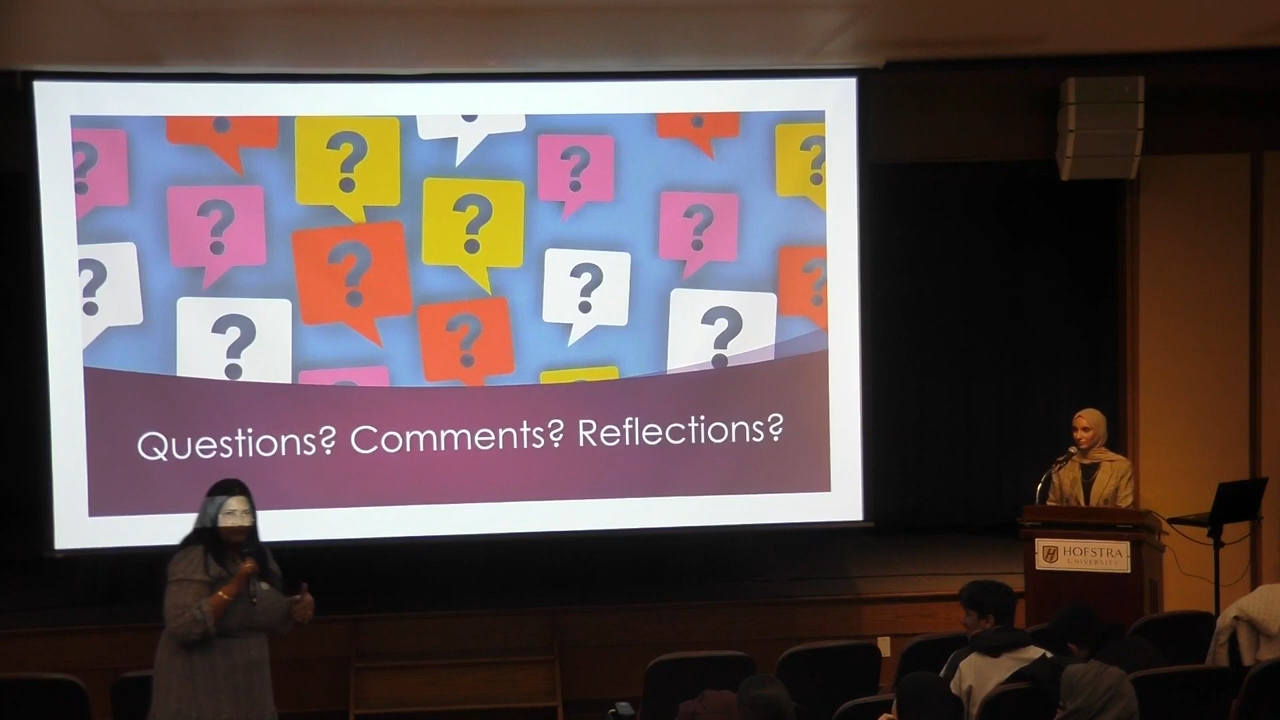 ? ? ? ? ? ? ? ? ? ? ? ? ? ? ?
Questions? Comments? Reflections?
H HOFSTRA
UNIVERSITY